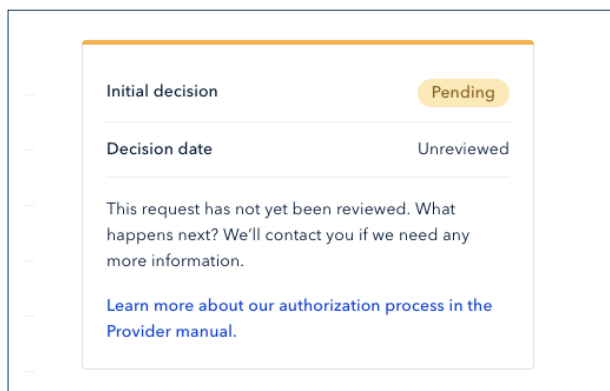 Initial decision Pending
Decision date Unreviewed
This request has not yet been reviewed. What
happens next? We’ll contact you if we need any
more information.
Learn more about our authorization process in the
Provider manual.